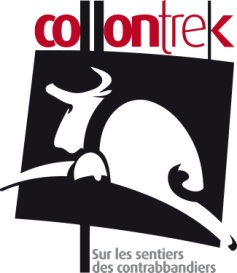 collontrek
Sur les sentiers
des contrabbandiers